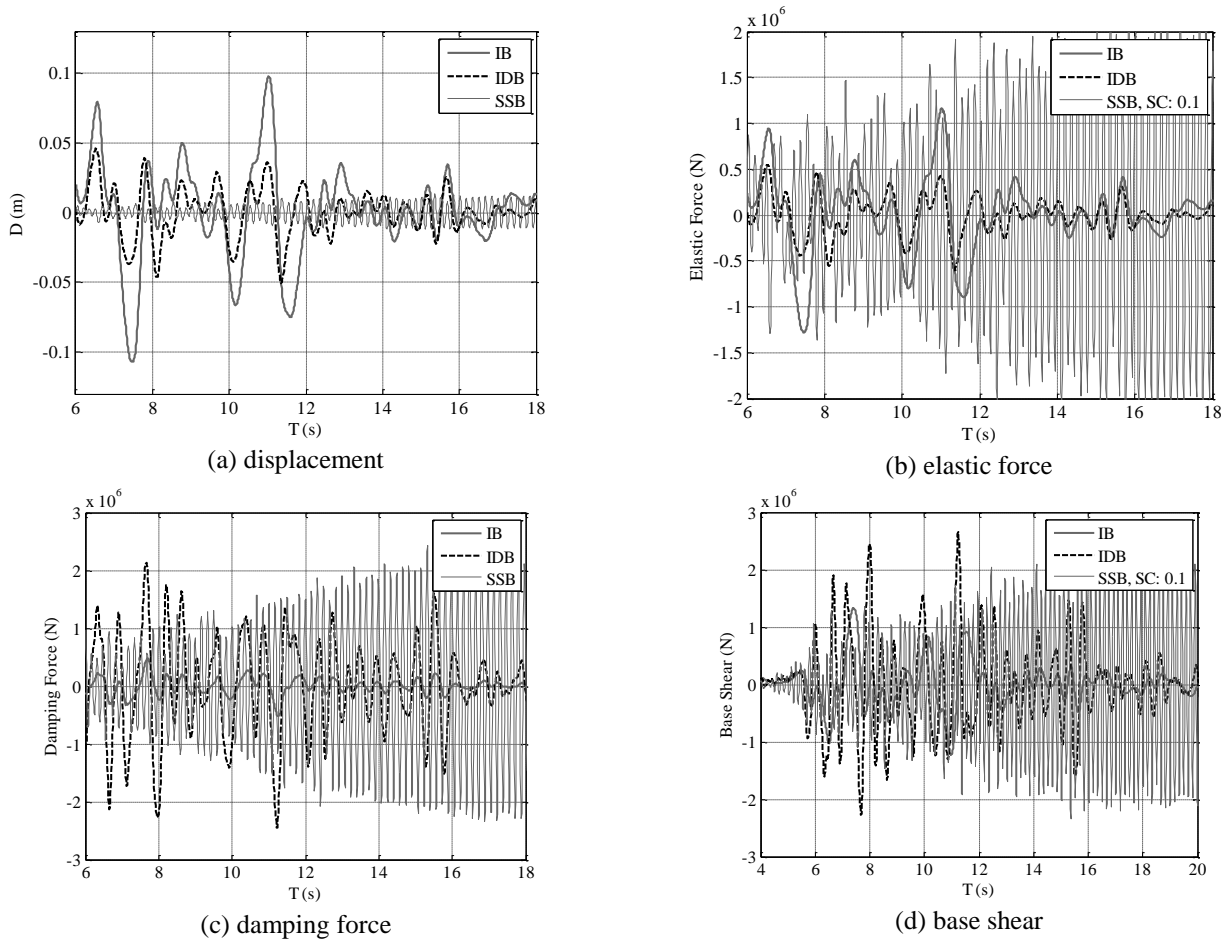 0.1
0.05
0
-0.05
-0.1
D (m)
6 8 10 12 14 16 18
T (s)
IB
IDB
SSB
(a) displacement
x 10^6
2
1.5
1
0.5
0
-0.5
-1
-1.5
-2
Elastic Force (N)
6 8 10 12 14 16 18
T (s)
IB
IDB
SSB, SC: 0.1
(b) elastic force
x 10^6
3
2
1
0
-1
-2
-3
Damping Force (N)
6 8 10 12 14 16 18
T (s)
IB
IDB
SSB
(c) damping force
x 10^6
3
2
1
0
-1
-2
-3
Base Shear (N)
4 6 8 10 12 14 16 18 20
T (s)
IB
IDB
SSB, SC: 0.1
(d) base shear